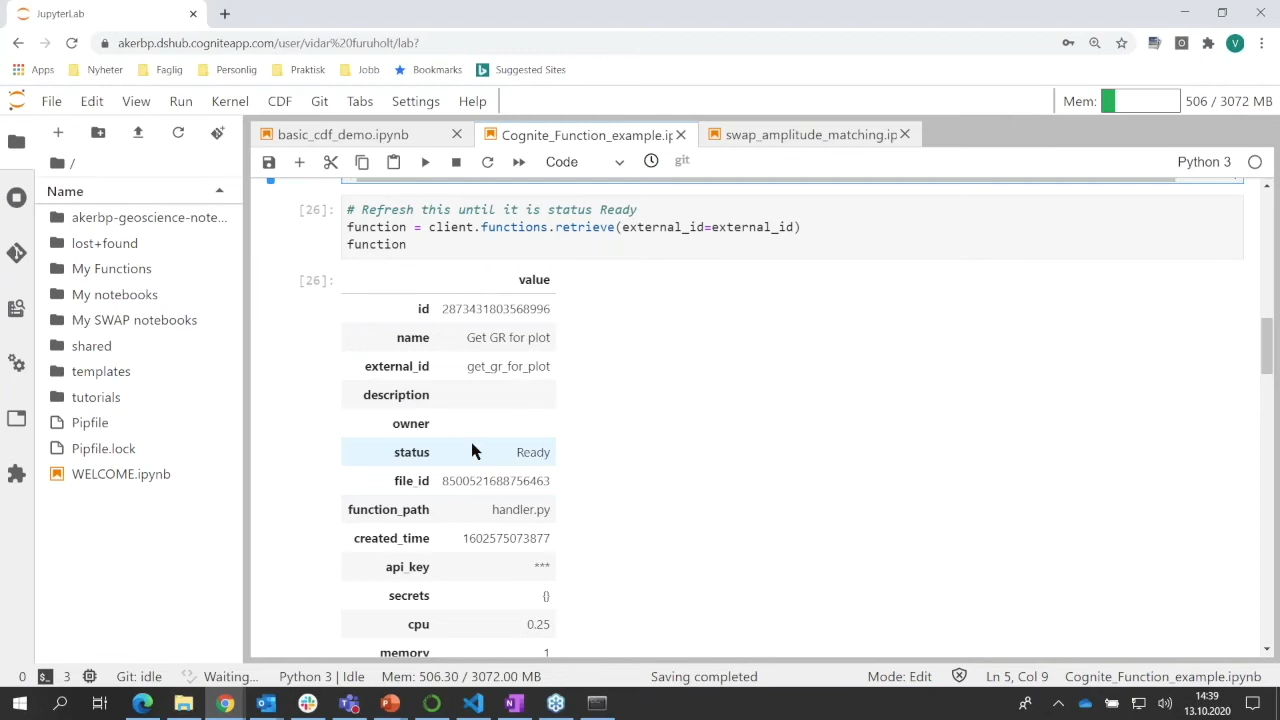 JupyterLab
akerbp.dshub.cogniteapp.com/user/vidar%20furuholt/lab?
V
Apps Nyheter Faglig Personlig Praktisk Jobb Bookmarks Suggested Sites
File Edit View Run Kernel CDF Git Tabs Settings Help
Mem: 506 / 3072 MB
basic_cdf_demo.ipynb Cognite_Function_example.ip swap_amplitude_matching.ip
Code git Python 3
/
Name
akerbp-geoscience-note...
lost+found
My Functions
My notebooks
My SWAP notebooks
shared
templates
tutorials
Pipfile
Pipfile.lock
WELCOME.ipynb
[26]: # Refresh this until it is status Ready
function = client.functions.retrieve(external_id=external_id)
function
[26]: value
id 2873431803568996
name Get GR for plot
external_id get_gr_for_plot
description
owner
status Ready
file_id 8500521688756463
function_path handler.py
created_time 1602575073877
api_key ***
secrets {}
cpu 0.25
memory 1
0 3 Git: idle Waiting... Python 3 | Idle Mem: 506.30 / 3072.00 MB Saving completed Mode: Edit Ln 5, Col 9 Cognite_Function_example.ipynb
14:39
13.10.2020